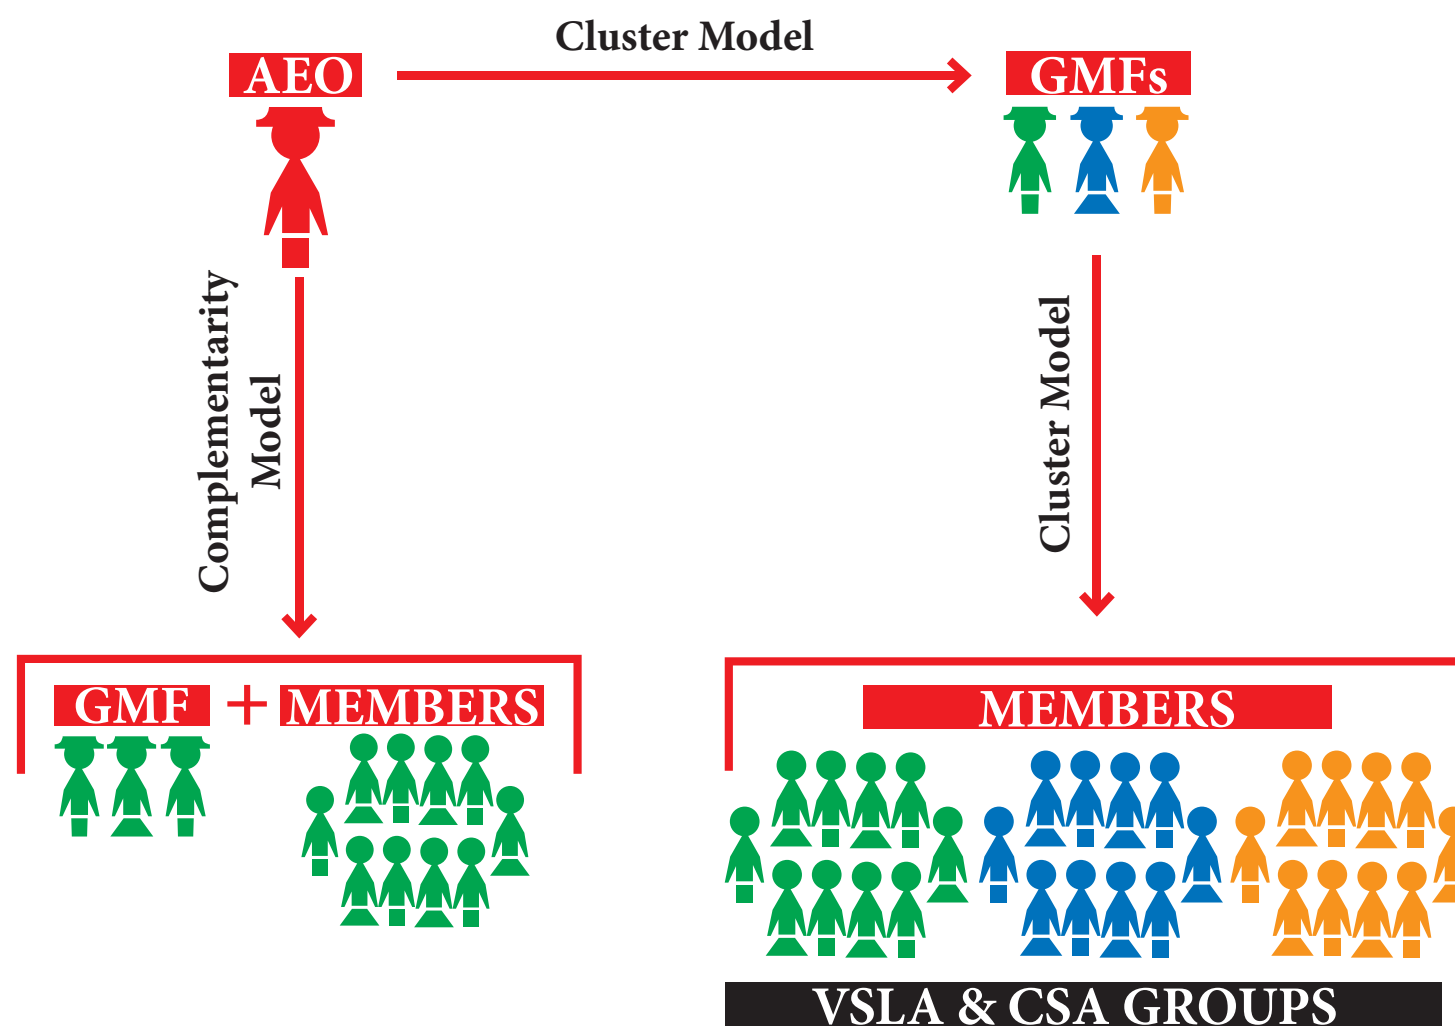 Cluster Model
AEO
GMFs
Complementarity
Model
Cluster Model
GMF + MEMBERS
MEMBERS
VSLA & CSA GROUPS